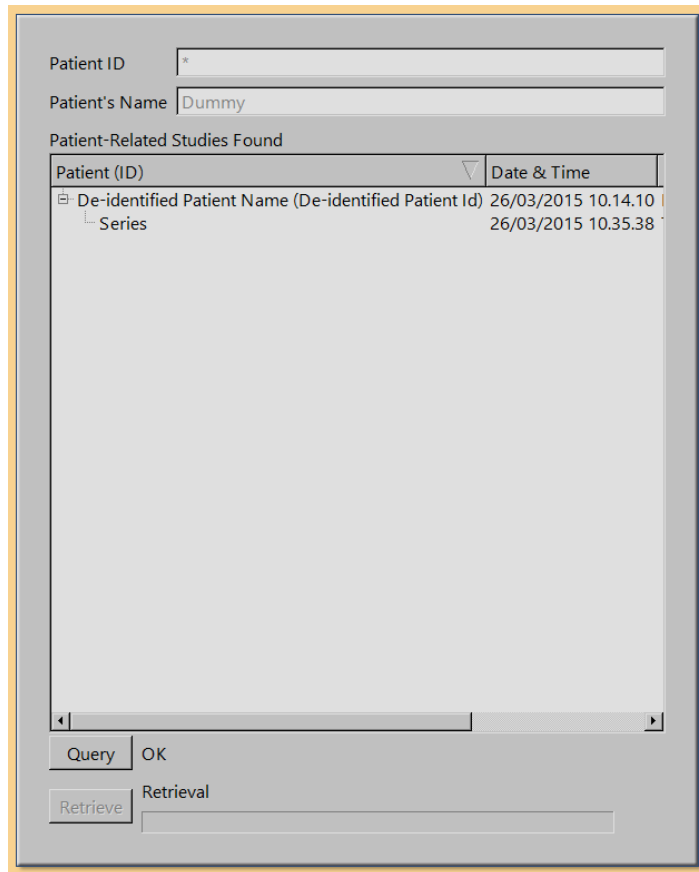 Patient ID *
Patient's Name Dummy
Patient-Related Studies Found
Patient (ID) Date & Time
De-identified Patient Name (De-identified Patient Id) 26/03/2015 10.14.10
Series 26/03/2015 10.35.38
Query OK
Retrieval
Retrieve